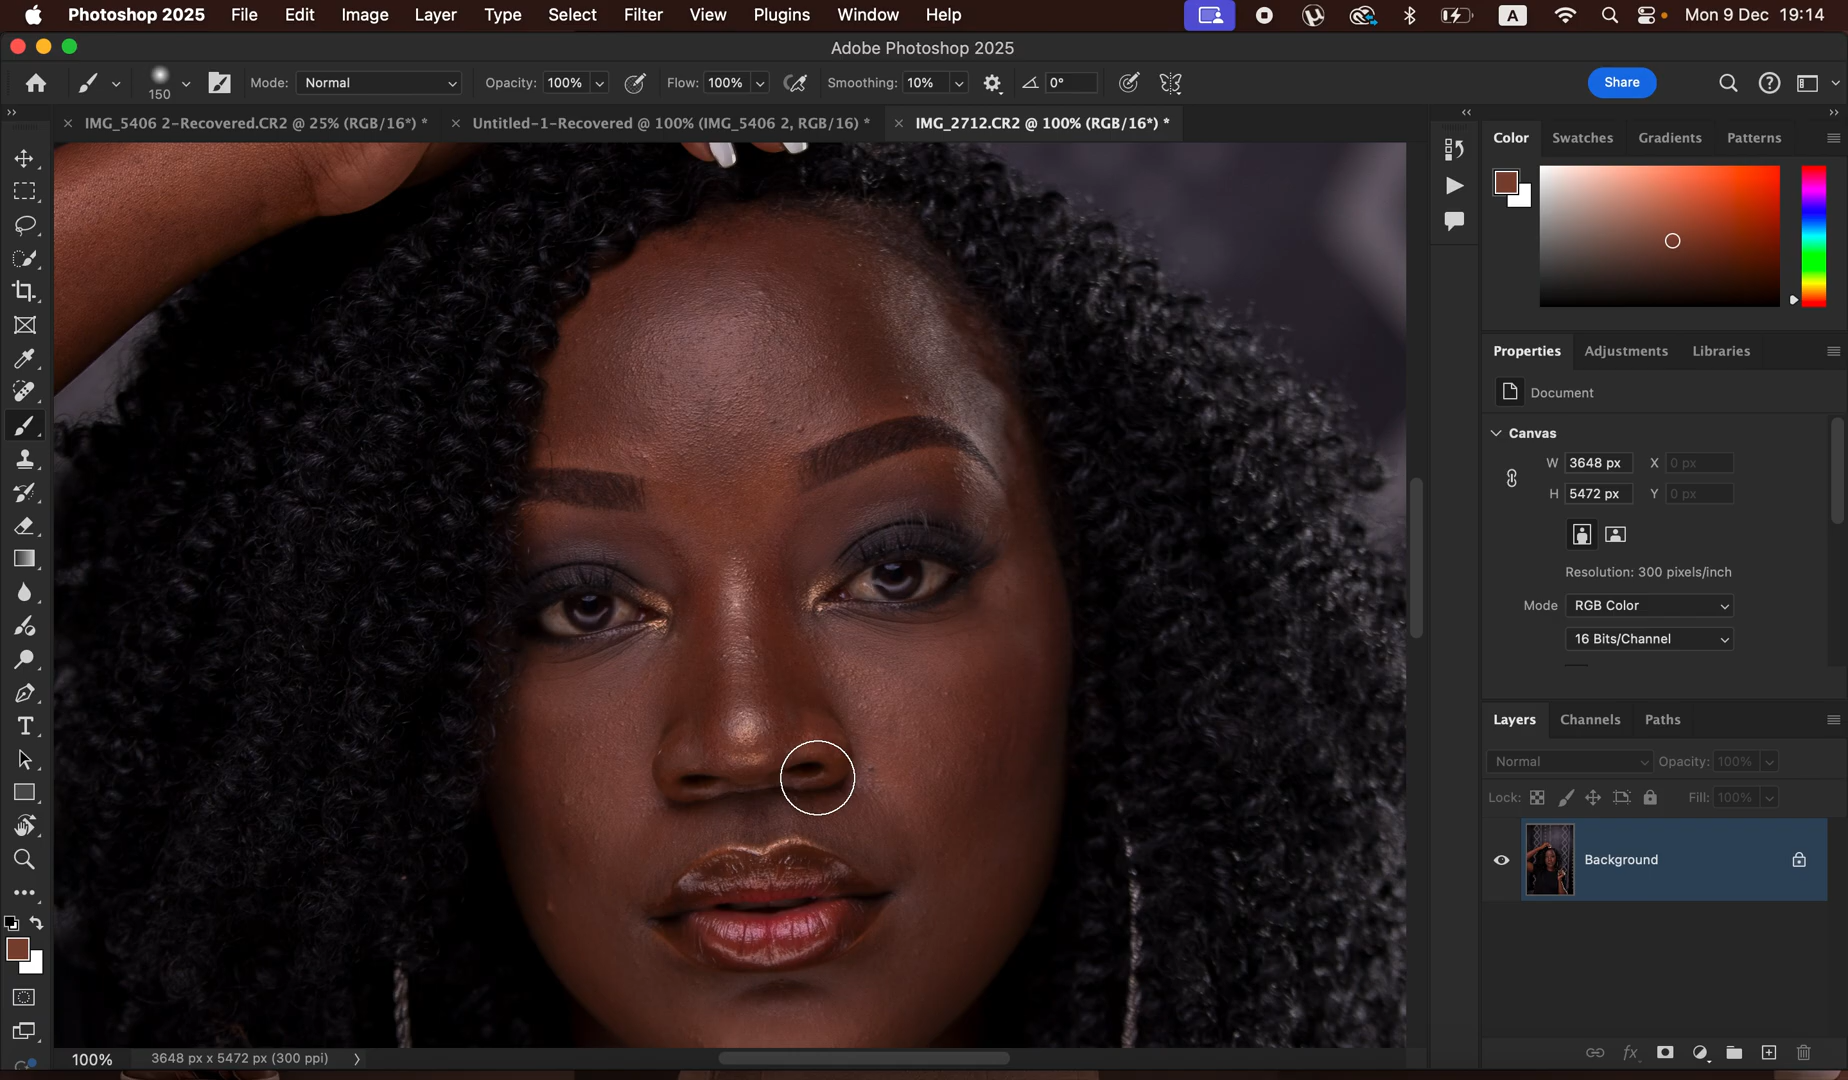 Photoshop 2025 File Edit Image Layer Type Select Filter View Plugins Window Help A Mon 9 Dec 19:14
Adobe Photoshop 2025
150 Mode: Normal Opacity: 100% Flow: 100% Smoothing: 10% 0° Share
IMG_5406 2-Recovered.CR2 @ 25% (RGB/16*) * Untitled-1-Recovered @ 100% (IMG_5406 2, RGB/16) * IMG_2712.CR2 @ 100% (RGB/16*) *
Color Swatches Gradients Patterns
Properties Adjustments Libraries
Document
Canvas
W 3648 px X 0 px
H 5472 px Y 0 px
Resolution: 300 pixels/inch
Mode RGB Color
16 Bits/Channel
Layers Channels Paths
Normal Opacity: 100%
Lock: Fill: 100%
Background
100% 3648 px x 5472 px (300 ppi)